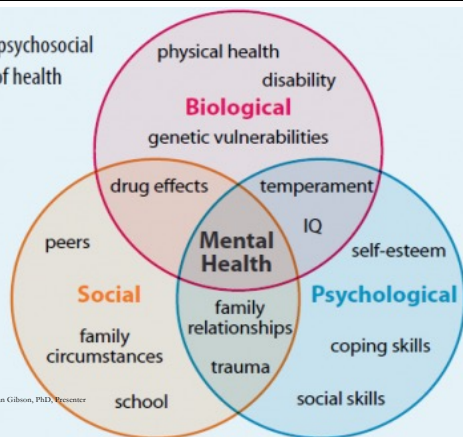 psychosocial
of health
physical health
disability
Biological
genetic vulnerabilities
drug effects
temperament
IQ
Mental
Health
peers
self-esteem
Social
Psychological
family
relationships
family
circumstances
coping skills
trauma
school
social skills
Gibson, PhD, Presenter